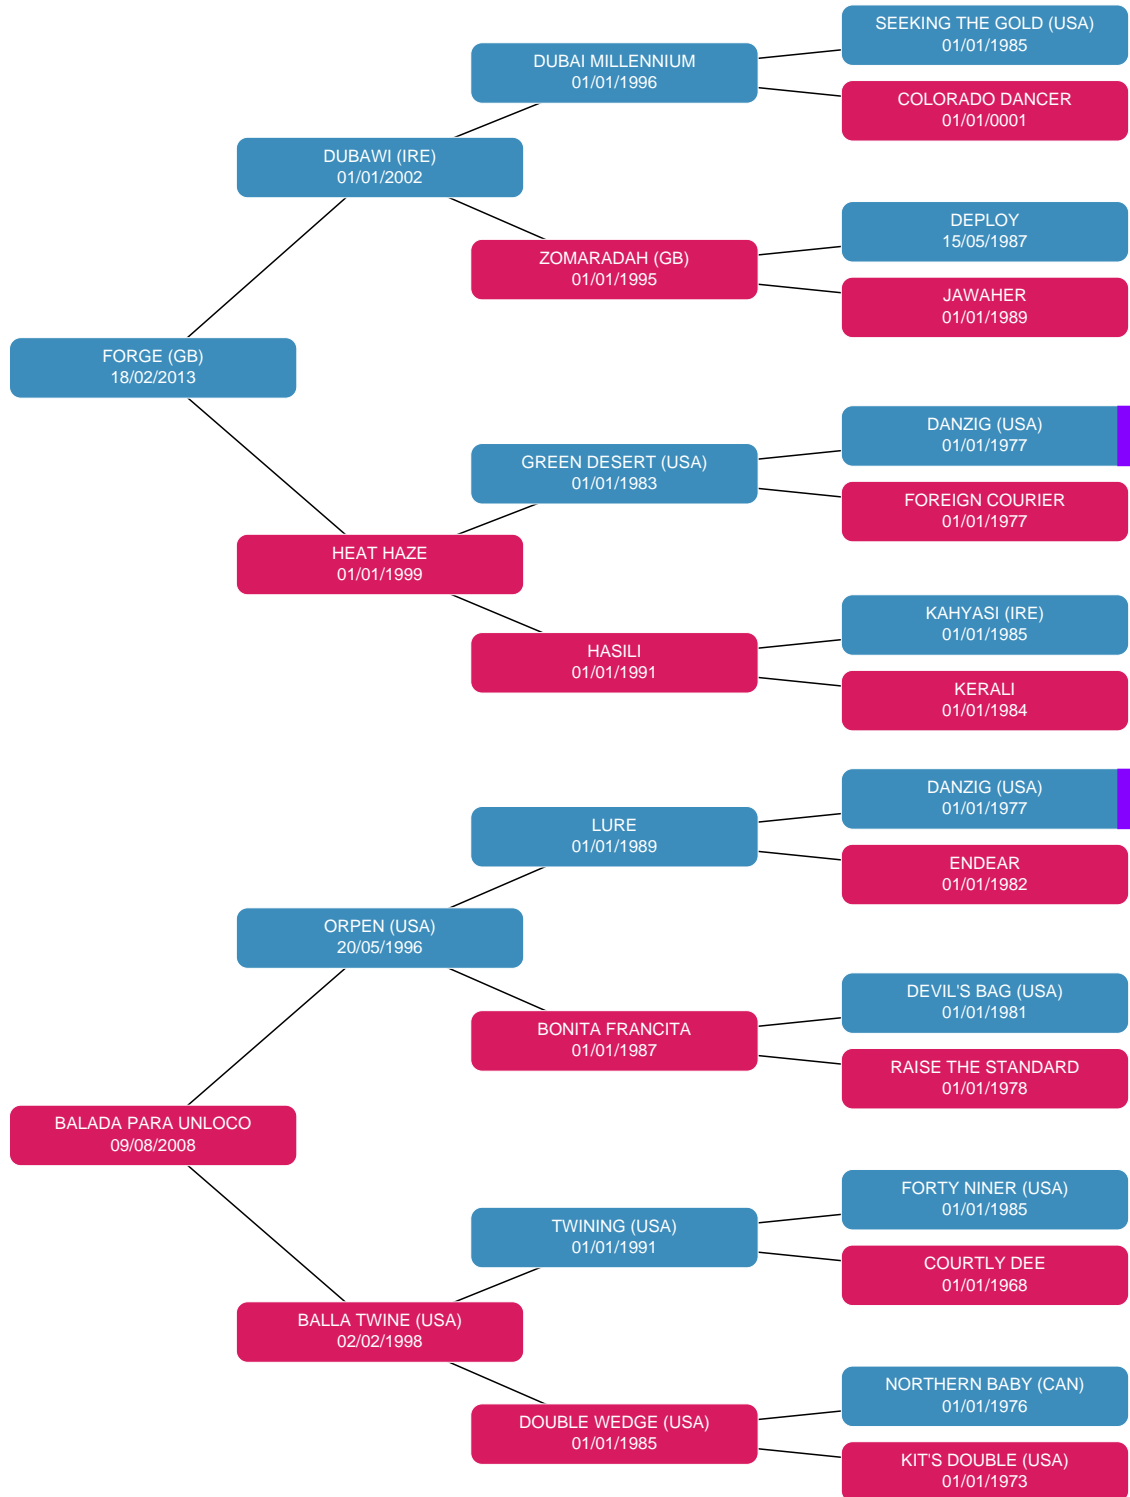 SEEKING THE GOLD (USA)
01/01/1985
DUBAI MILLENNIUM
01/01/1996
COLORADO DANCER
01/01/0001
DUBAWI (IRE)
01/01/2002
DEPLOY
15/05/1987
ZOMARADAH (GB)
01/01/1995
JAWAHER
01/01/1989
FORGE (GB)
18/02/2013
DANZIG (USA)
01/01/1977
GREEN DESERT (USA)
01/01/1983
FOREIGN COURIER
01/01/1977
HEAT HAZE
01/01/1999
KAHYASI (IRE)
01/01/1985
HASILI
01/01/1991
KERALI
01/01/1984
DANZIG (USA)
01/01/1977
LURE
01/01/1989
ENDEAR
01/01/1982
ORPEN (USA)
20/05/1996
DEVIL'S BAG (USA)
01/01/1981
BONITA FRANCITA
01/01/1987
RAISE THE STANDARD
01/01/1978
BALADA PARA UNLOCO
09/08/2008
FORTY NINER (USA)
01/01/1985
TWINING (USA)
01/01/1991
COURTLY DEE
01/01/1968
BALLA TWINE (USA)
02/02/1998
NORTHERN BABY (CAN)
01/01/1976
DOUBLE WEDGE (USA)
01/01/1985
KIT'S DOUBLE (USA)
01/01/1973